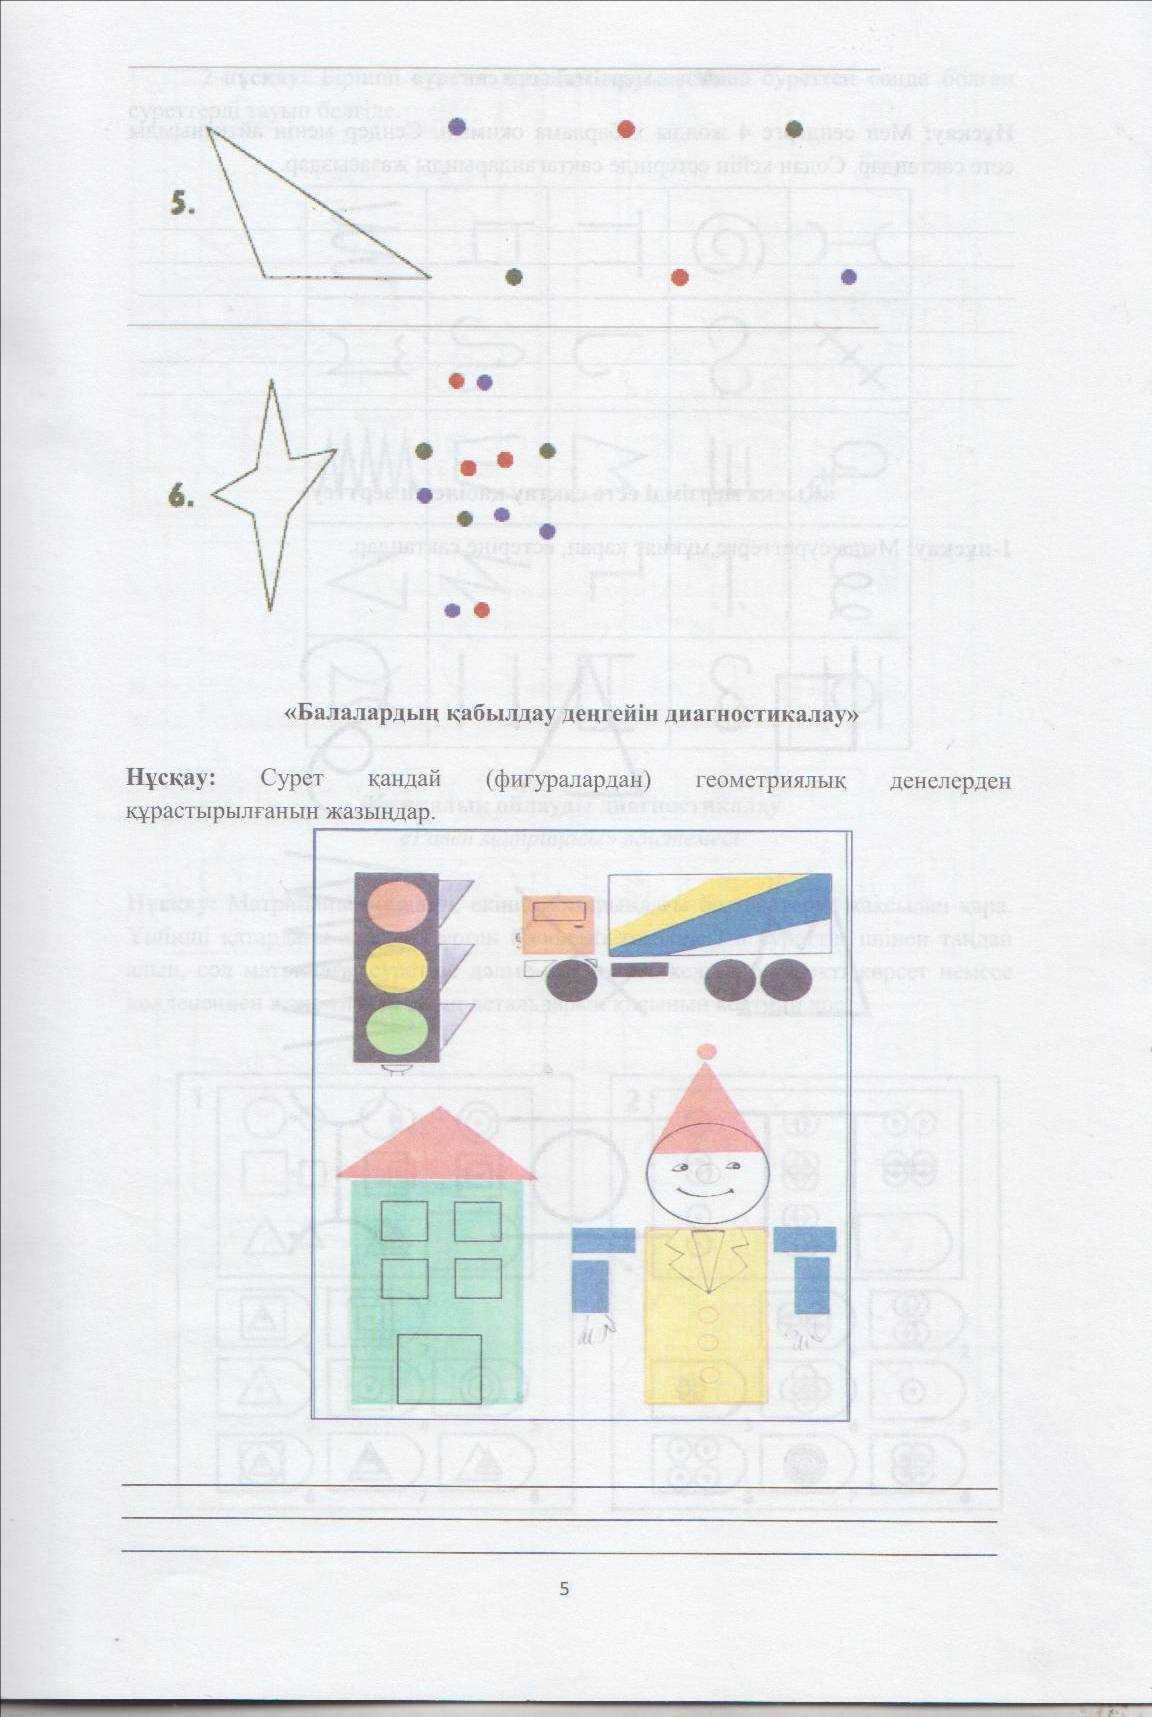 5.
6.
«Балалардың қабылдау деңгейін диагностикалау»
Нұсқау: Сурет қандай (фигуралардан) геометриялық денелерден
құрастырылғанын жазыңдар.
5